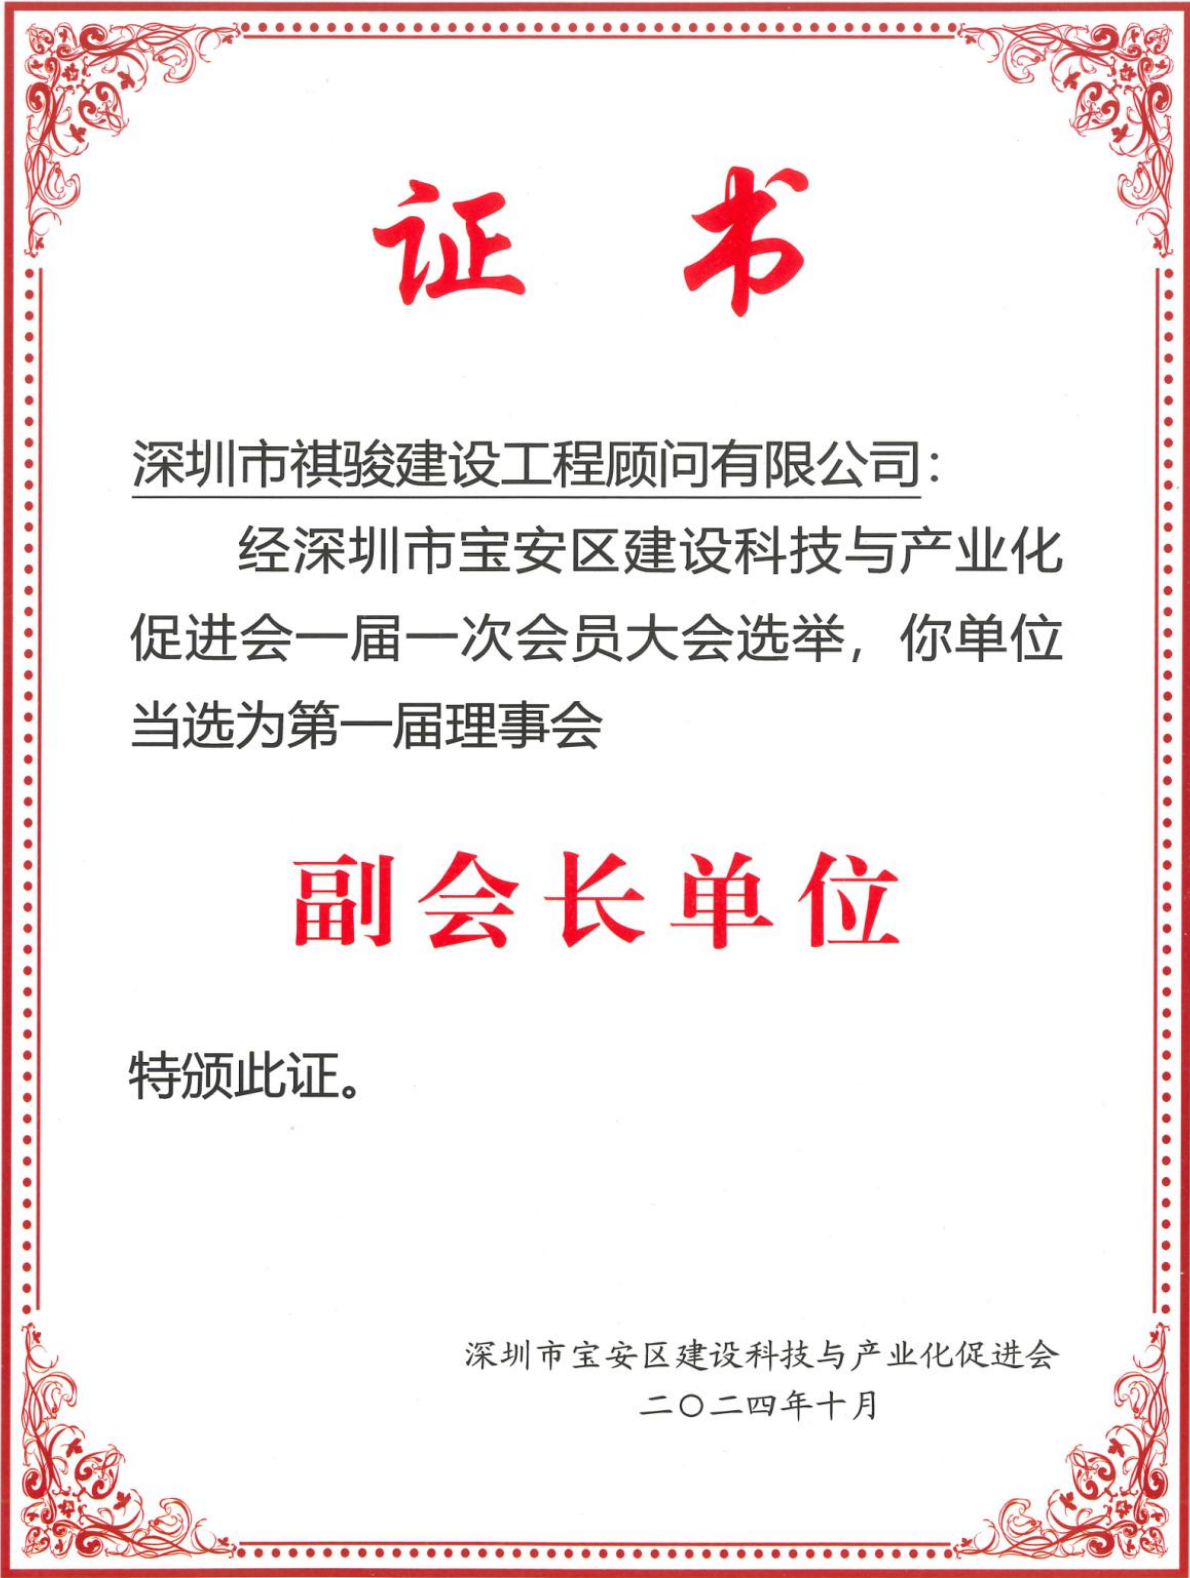 证书
深圳市祺骏建设工程顾问有限公司：
经深圳市宝安区建设科技与产业化
促进会一届一次会员大会选举，你单位
当选为第一届理事会
副会长单位
特颁此证。
深圳市宝安区建设科技与产业化促进会
二〇二四年十月